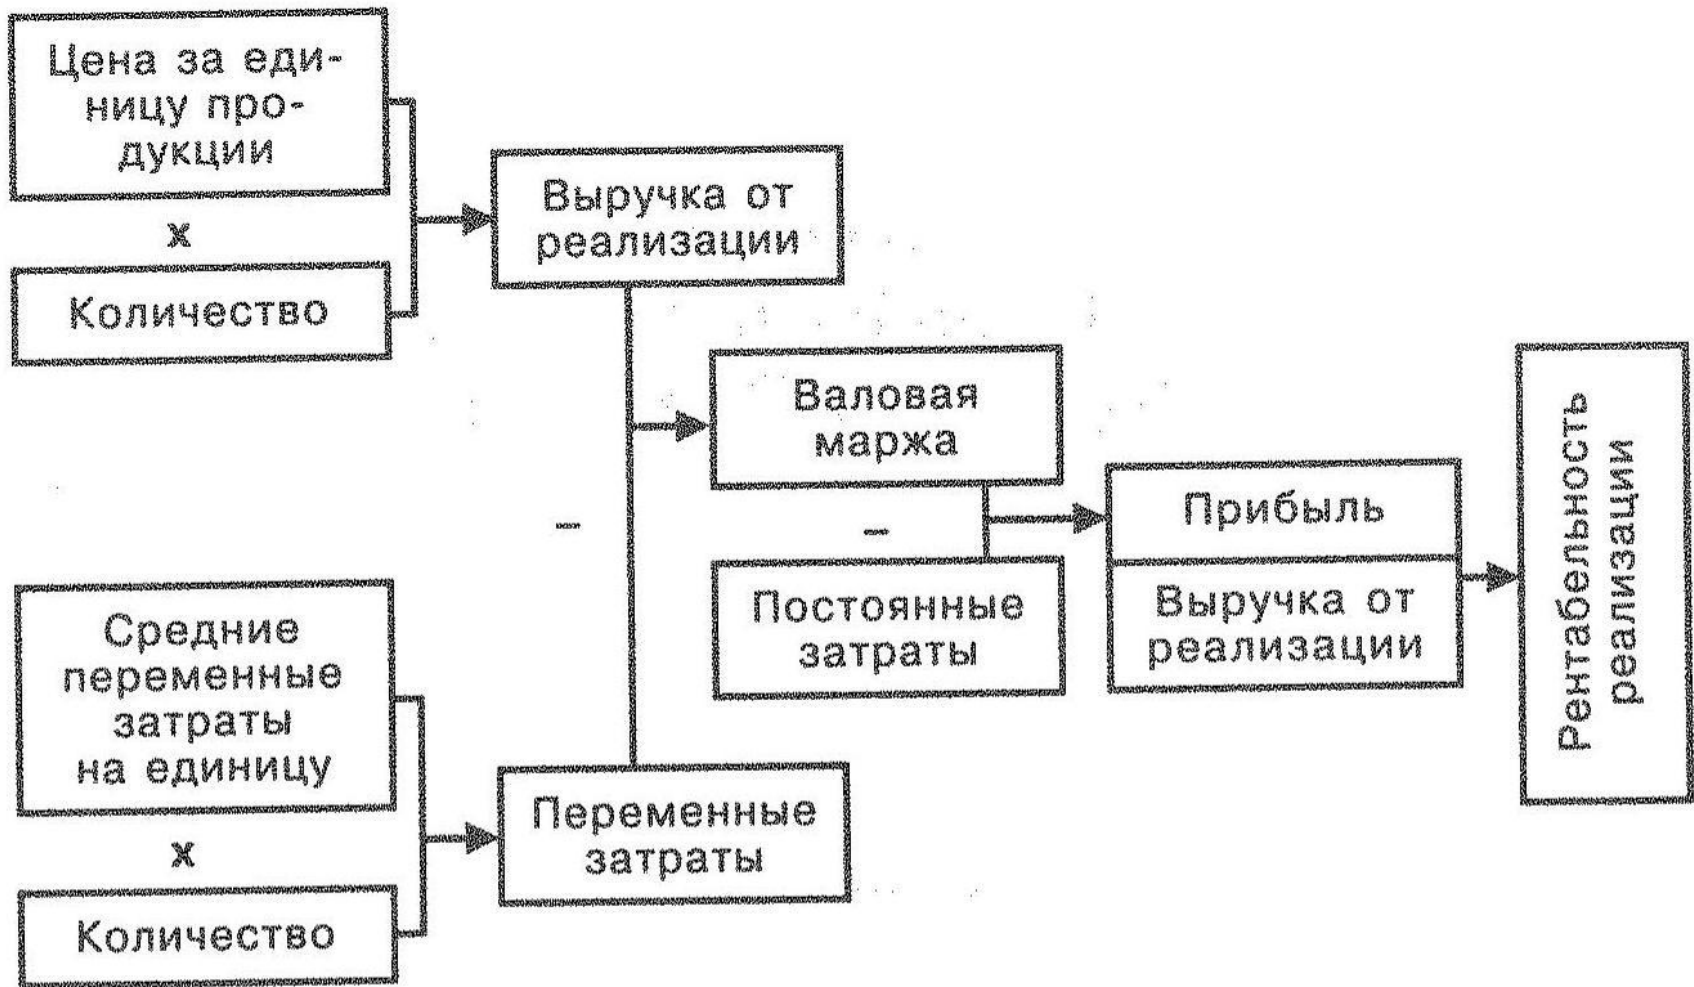 Цена за еди-
ницу про-
дукции
х
Количество
Выручка от
реализации
Валовая
маржа
–
–
Прибыль
Постоянные
затраты
Выручка от
реализации
Рентабельность
реализации
Средние
переменные
затраты
на единицу
х
Количество
Переменные
затраты